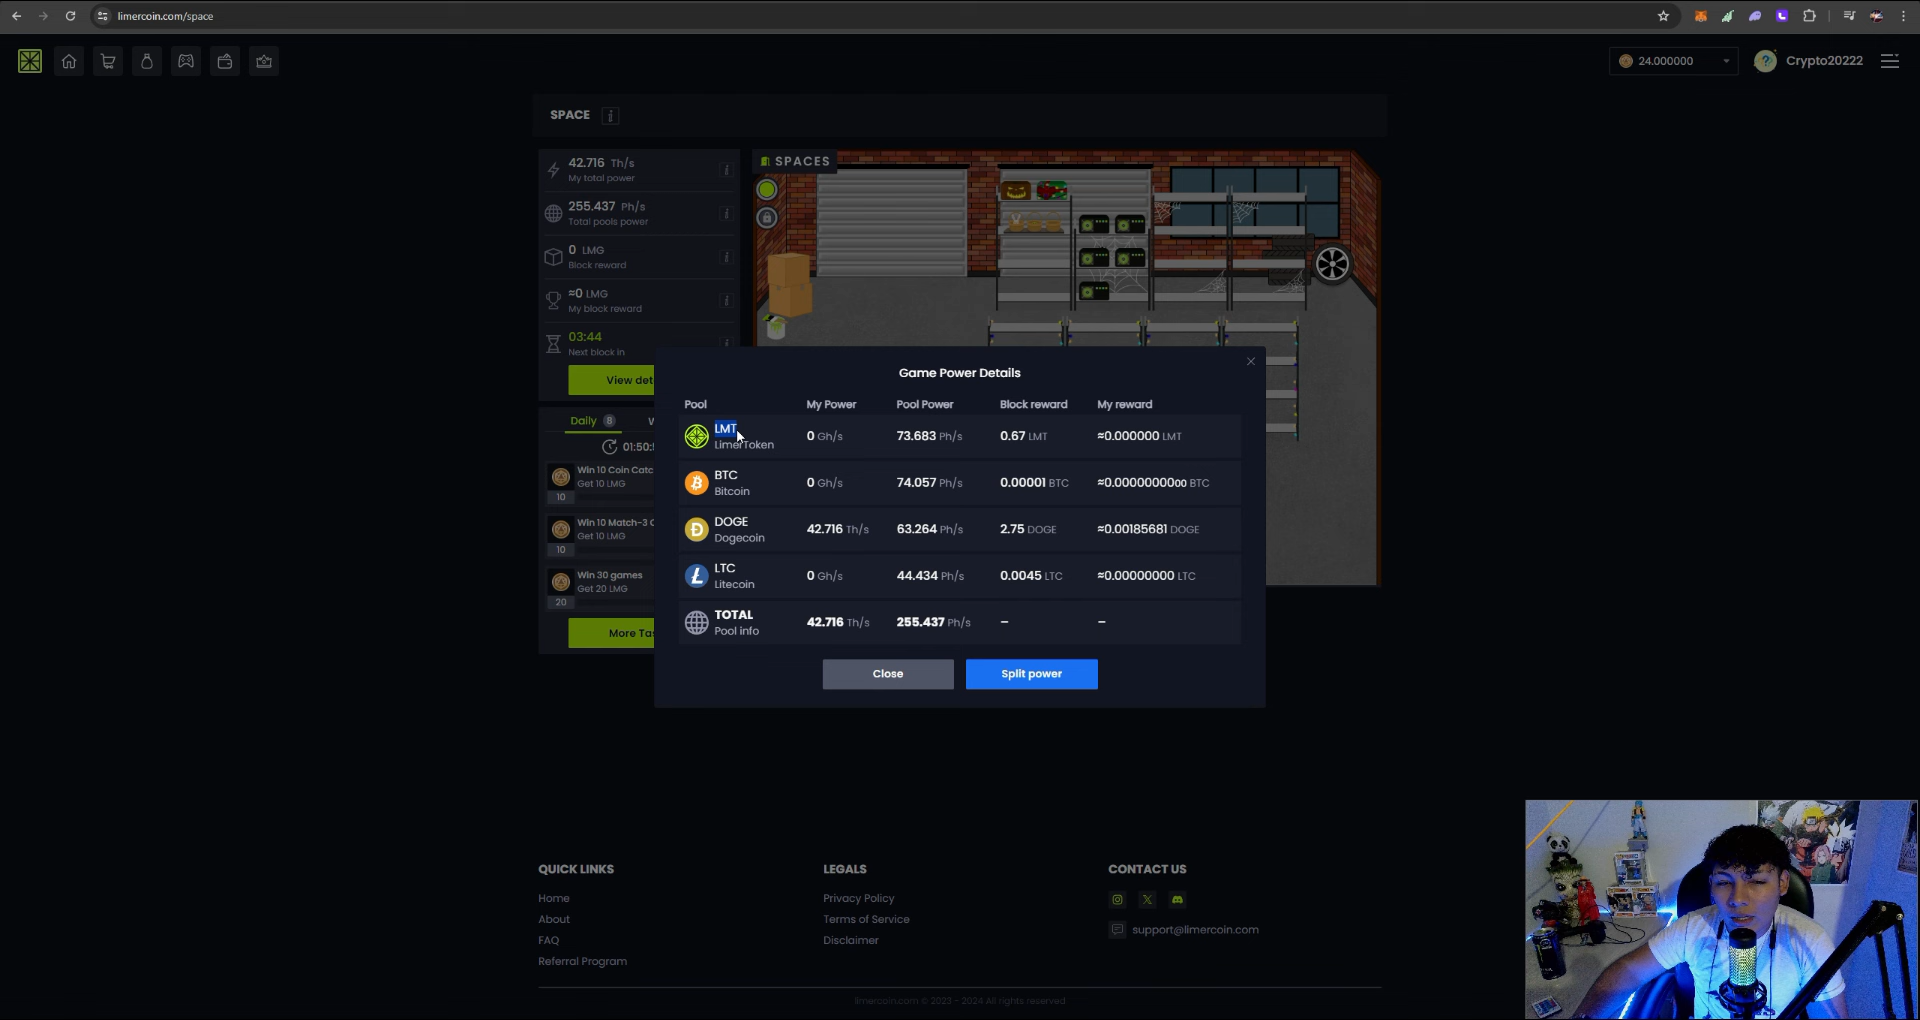 limercoin.com/space
24.000000
Crypto20222
SPACE
42.716 Th/s
My total power
255.437 Ph/s
Total pools power
0 LMG
Block reward
≈0 LMG
My block reward
03:44
Next block in
View det
Daily 8 W
01:50:
Win 10 Coin Catc
Get 10 LMG
10
Win 10 Match-3 C
Get 10 LMG
10
Win 30 games
Get 20 LMG
20
More Tas
SPACES
Game Power Details
Pool My Power Pool Power Block reward My reward
LMT
LimerToken
0 Gh/s 73.683 Ph/s 0.67 LMT ≈0.000000 LMT
BTC
Bitcoin
0 Gh/s 74.057 Ph/s 0.00001 BTC ≈0.0000000000 BTC
DOGE
Dogecoin
42.716 Th/s 63.264 Ph/s 2.75 DOGE ≈0.00185681 DOGE
LTC
Litecoin
0 Gh/s 44.434 Ph/s 0.0045 LTC ≈0.00000000 LTC
TOTAL
Pool info
42.716 Th/s 255.437 Ph/s – –
Close Split power
QUICK LINKS
Home
About
FAQ
Referral Program
LEGALS
Privacy Policy
Terms of Service
Disclaimer
CONTACT US
support@limercoin.com
limercoin.com © 2023 - 2024 All rights reserved